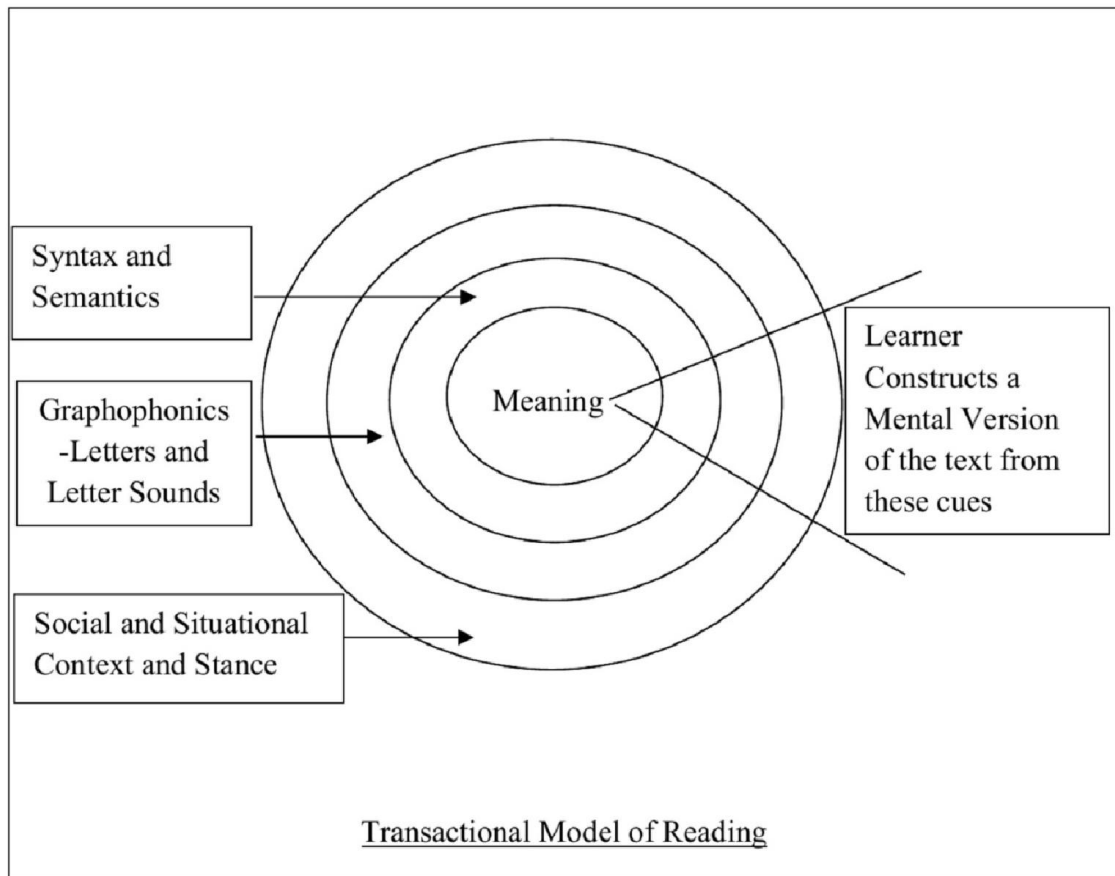 Syntax and
Semantics
Graphophonics
-Letters and
Letter Sounds
Social and Situational
Context and Stance
Meaning
Learner
Constructs a
Mental Version
of the text from
these cues
Transactional Model of Reading